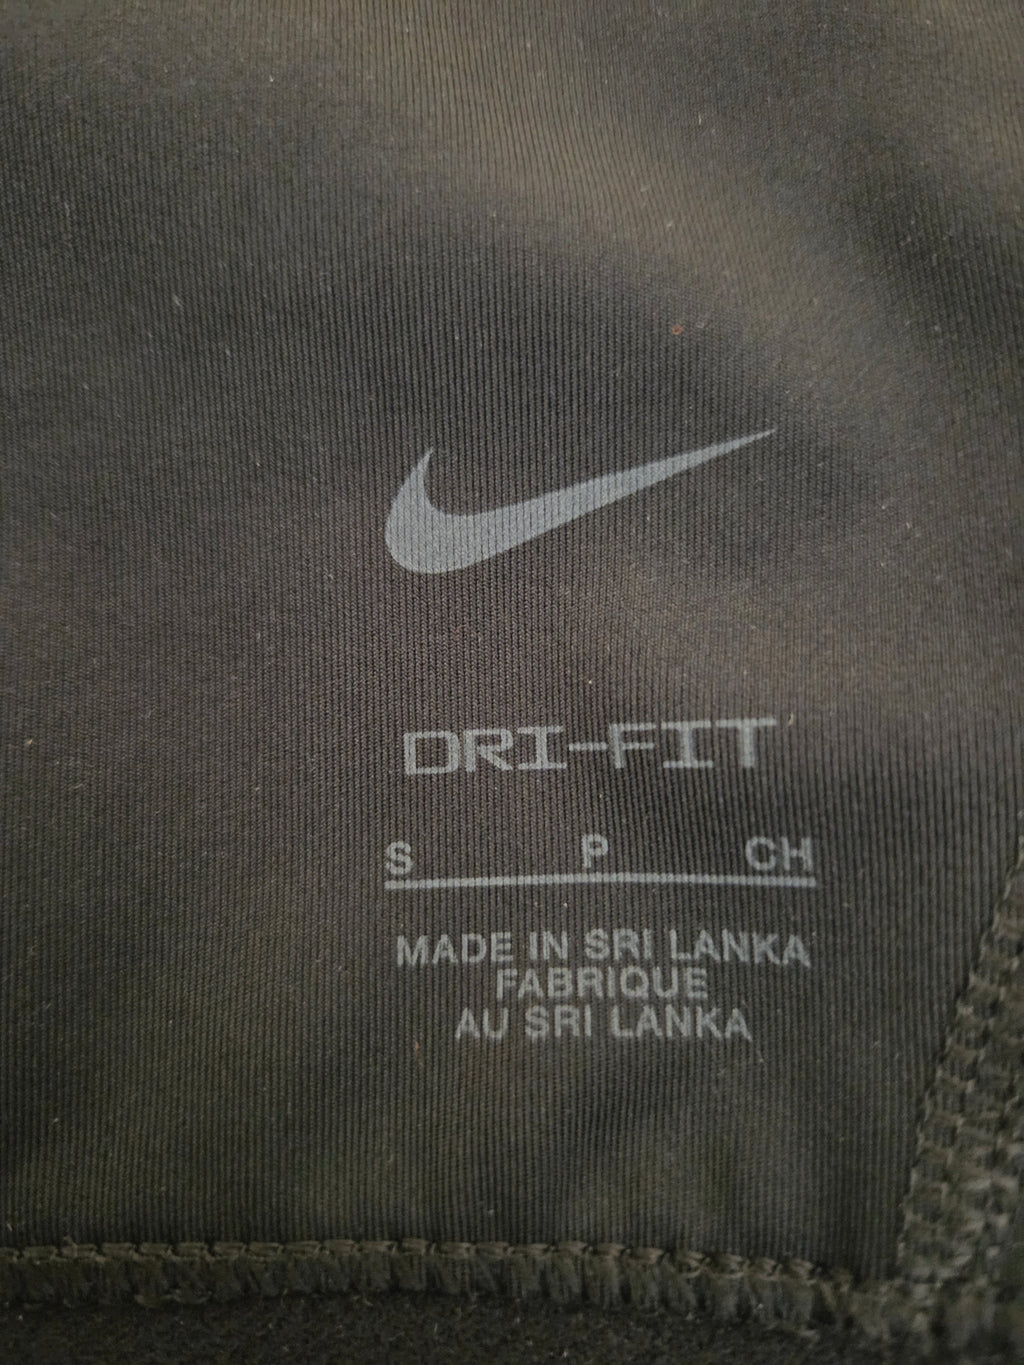 DRI-FIT
S P CH
MADE IN SRI LANKA
FABRIQUE
AU SRI LANKA